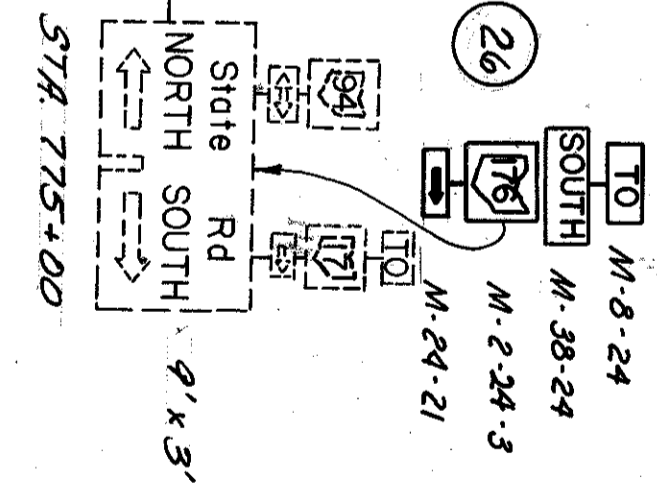 26
TO M-8-24
SOUTH M-38-24
176 M-2-24-3
M-24-21
94
TO
17
State Rd
NORTH SOUTH
9'x3'
STA. 775+00